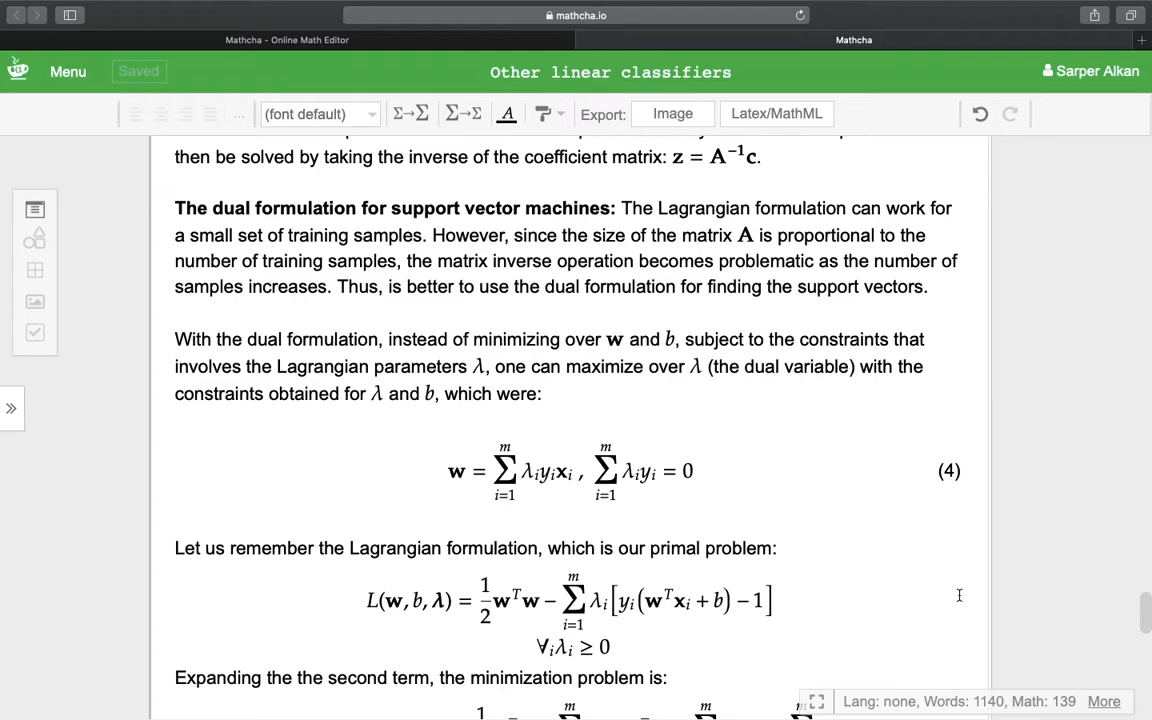 mathcha.io
Mathcha - Online Math Editor
Mathcha
Menu
Saved
Other linear classifiers
Sarper Alkan
... (font default) Σ→∑ Σ→∑ A Export: Image Latex/MathML
then be solved by taking the inverse of the coefficient matrix: z = A⁻¹c.
The dual formulation for support vector machines: The Lagrangian formulation can work for
a small set of training samples. However, since the size of the matrix A is proportional to the
number of training samples, the matrix inverse operation becomes problematic as the number of
samples increases. Thus, is better to use the dual formulation for finding the support vectors.
With the dual formulation, instead of minimizing over w and b, subject to the constraints that
involves the Lagrangian parameters λ, one can maximize over λ (the dual variable) with the
constraints obtained for λ and b, which were:
w = ∑_{i=1}^{m} λᵢyᵢxᵢ , ∑_{i=1}^{m} λᵢyᵢ = 0 (4)
Let us remember the Lagrangian formulation, which is our primal problem:
L(w, b, λ) = 1/2 wᵀw − ∑_{i=1}^{m} λᵢ[yᵢ(wᵀxᵢ + b) − 1]
∀ᵢλᵢ ≥ 0
Expanding the the second term, the minimization problem is:
1 m m m
Lang: none, Words: 1140, Math: 139 More